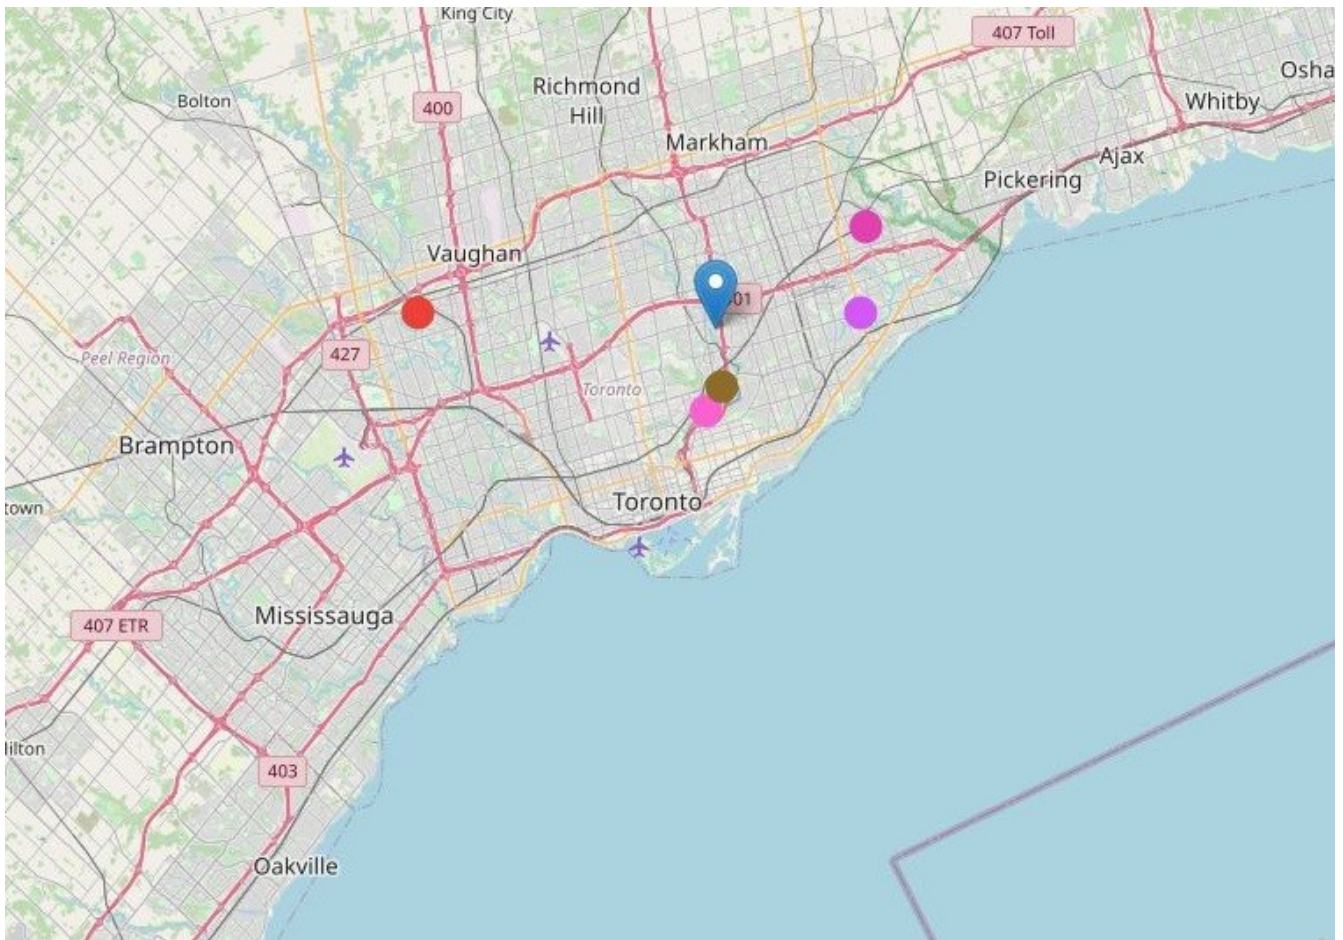 King City
407 Toll
Osha
Bolton
400
Richmond
Hill
Whitby
Markham
Ajax
Pickering
Vaughan
01
427
Peel Region
Toronto
Brampton
town
Toronto
Mississauga
407 ETR
ilton
403
Oakville